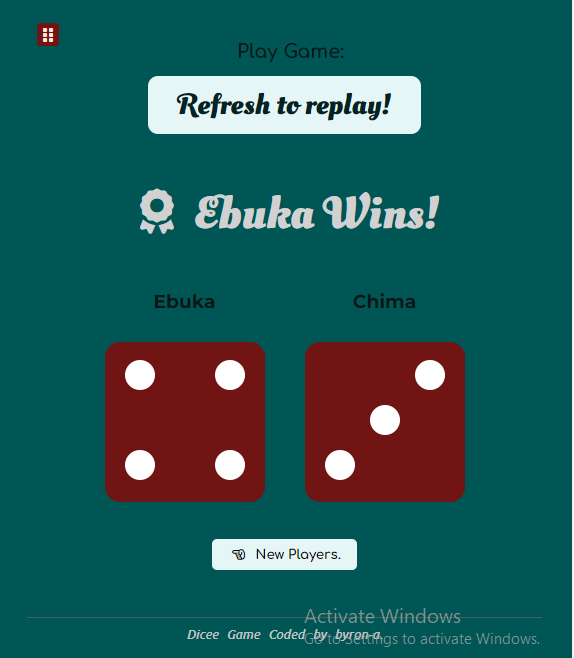 Play Game:
Refresh to replay!
Ebuka Wins!
Ebuka
Chima
New Players.
Activate Windows
Dicee Game Coded by byron-a.
Go to Settings to activate Windows.